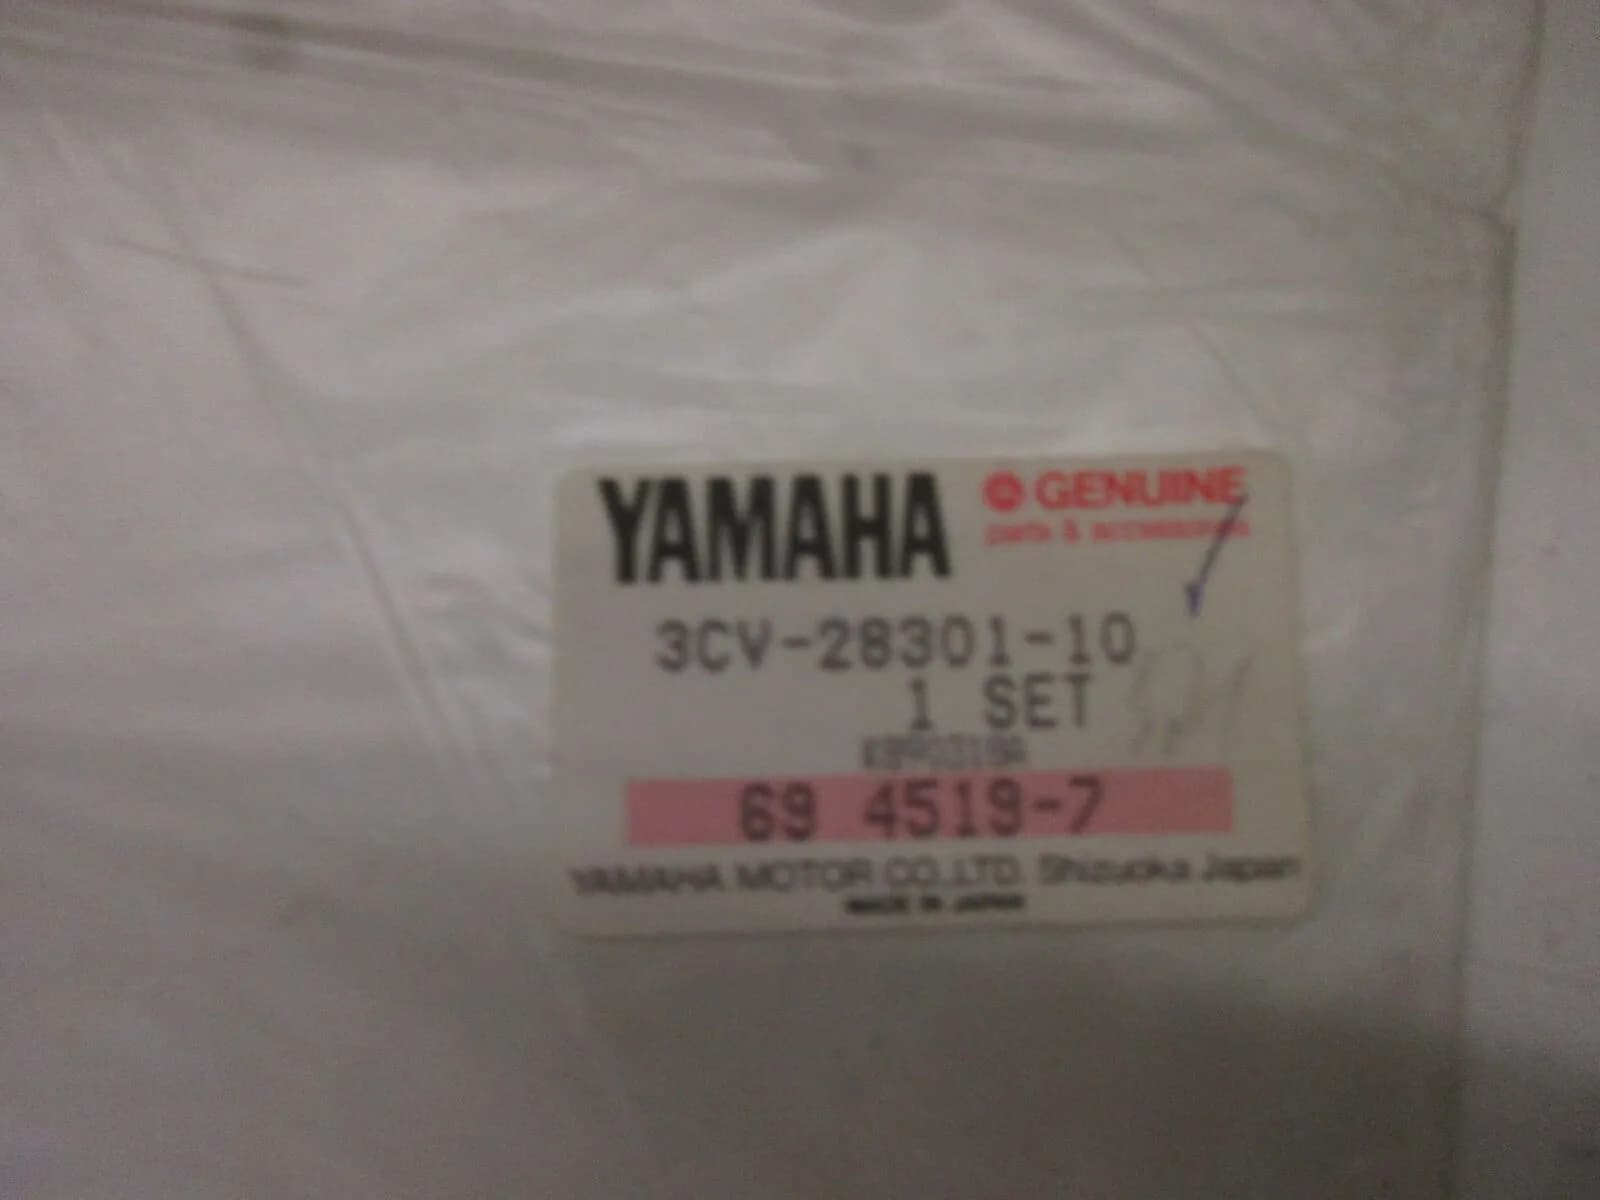 YAMAHA GENUINE
parts & accessories
3CV-28301-10
1 SET
69 4519-7
YAMAHA MOTOR CO.,LTD. Shizuoka Japan
MADE IN JAPAN